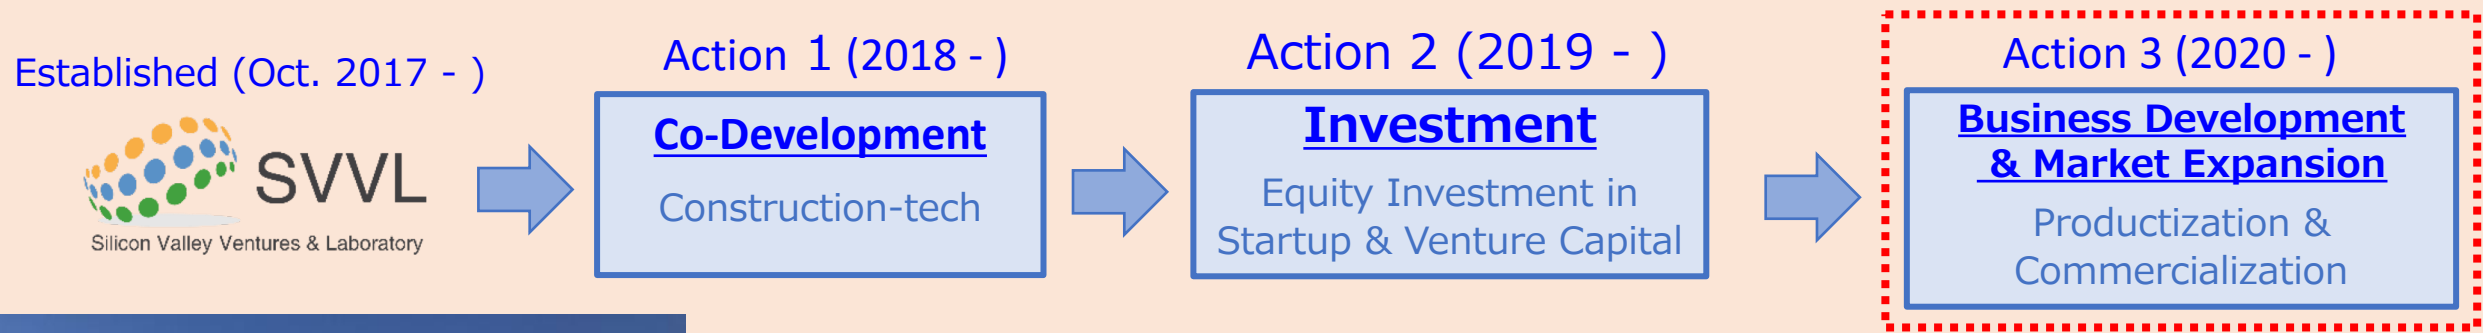 Established (Oct. 2017 - )
SVVL
Silicon Valley Ventures & Laboratory
Action 1 (2018 - )
Co-Development
Construction-tech
Action 2 (2019 - )
Investment
Equity Investment in
Startup & Venture Capital
Action 3 (2020 - )
Business Development
& Market Expansion
Productization &
Commercialization